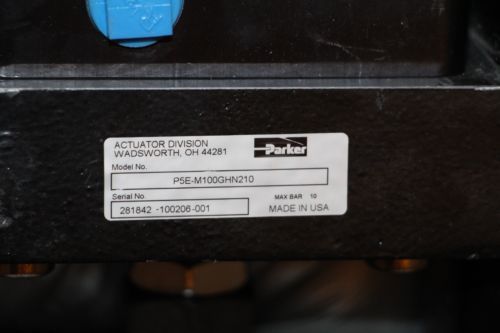 ACTUATOR DIVISION
WADSWORTH, OH 44281
Parker
Model No.
P5E-M100GHN210
Serial No.
281842 -100206-001
MAX BAR 10
MADE IN USA